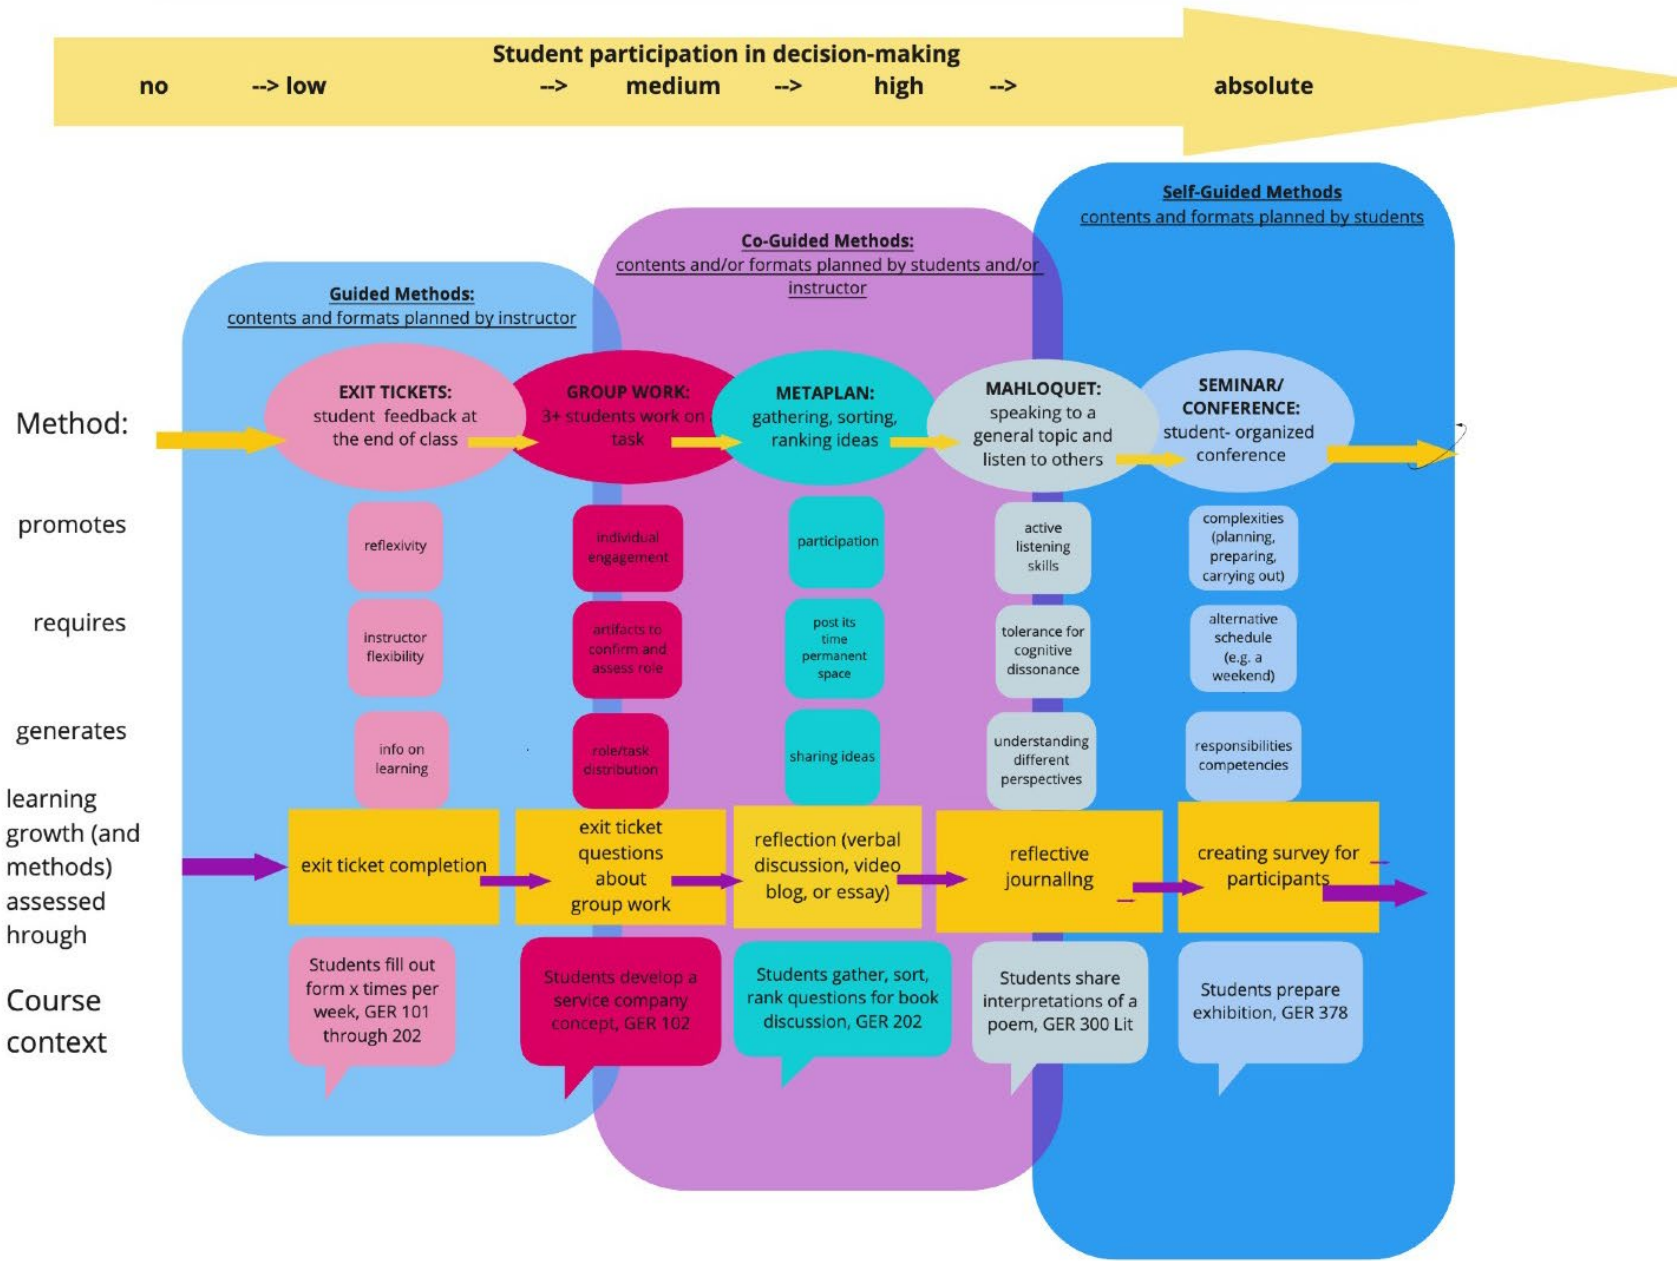 Student participation in decision-making
no --> low --> medium --> high --> absolute
Self-Guided Methods
contents and formats planned by students
Co-Guided Methods:
contents and/or formats planned by students and/or
instructor
Guided Methods:
contents and formats planned by instructor
Method:
EXIT TICKETS:
student feedback at
the end of class
GROUP WORK:
3+ students work on a
task
METAPLAN:
gathering, sorting,
ranking ideas
MAHLOQUET:
speaking to a
general topic and
listen to others
SEMINAR/
CONFERENCE:
student- organized
conference
promotes
reflexivity
individual
engagement
participation
active
listening
skills
complexities
(planning,
preparing,
carrying out)
requires
instructor
flexibility
artifacts to
confirm and
assess role
post its
time
permanent
space
tolerance for
cognitive
dissonance
alternative
schedule
(e.g. a
weekend)
generates
info on
learning
role/task
distribution
sharing ideas
understanding
different
perspectives
responsibilities
competencies
learning
growth (and
methods)
assessed
hrough
exit ticket completion
exit ticket
questions
about
group work
reflection (verbal
discussion, video
blog, or essay)
reflective
journaling
creating survey for
participants
Course
context
Students fill out
form x times per
week, GER 101
through 202
Students develop a
service company
concept, GER 102
Students gather, sort,
rank questions for book
discussion, GER 202
Students share
interpretations of a
poem, GER 300 Lit
Students prepare
exhibition, GER 378